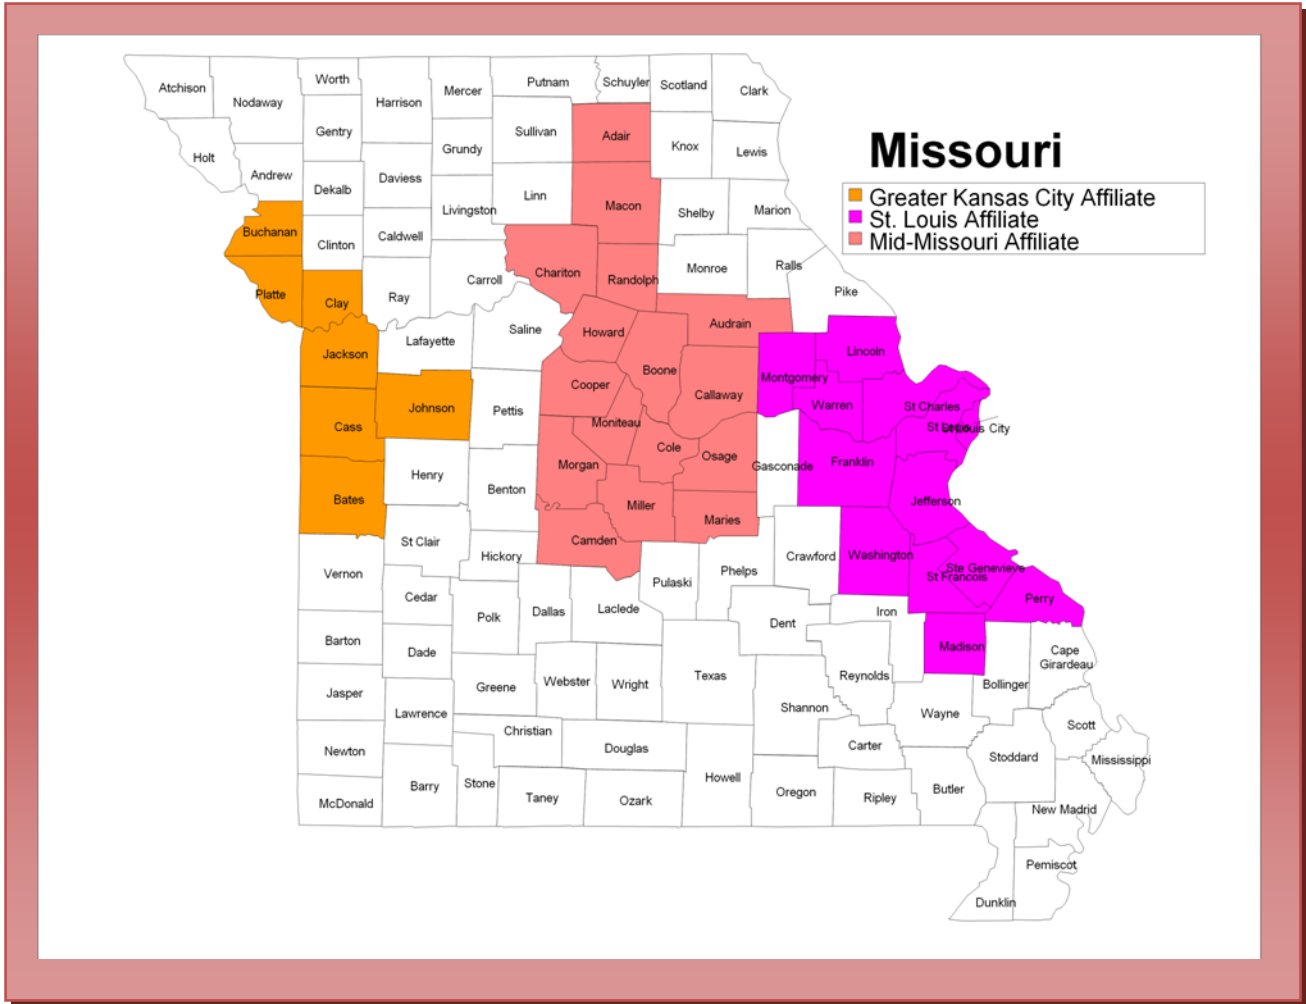 Missouri
Greater Kansas City Affiliate
St. Louis Affiliate
Mid-Missouri Affiliate
Atchison
Nodaway
Worth
Harrison
Mercer
Putnam
Schuyler
Scotland
Clark
Gentry
Sullivan
Adair
Knox
Lewis
Holt
Andrew
Dekalb
Daviess
Grundy
Linn
Macon
Shelby
Marion
Livingston
Buchanan
Clinton
Caldwell
Carroll
Chariton
Randolph
Monroe
Ralls
Pike
Platte
Clay
Ray
Saline
Howard
Audrain
Jackson
Lafayette
Boone
Lincoln
Johnson
Cooper
Callaway
Montgomery
Warren
St Charles
St Louis
St Louis City
Cass
Pettis
Moniteau
Cole
Osage
Gasconade
Franklin
Henry
Morgan
Bates
Benton
Miller
Maries
Jefferson
St Clair
Hickory
Camden
Crawford
Washington
Vernon
Pulaski
Phelps
Ste Genevieve
St Francois
Perry
Cedar
Polk
Dallas
Laclede
Dent
Iron
Barton
Dade
Madison
Cape
Girardeau
Jasper
Greene
Webster
Wright
Texas
Reynolds
Bollinger
Lawrence
Shannon
Wayne
Scott
Newton
Christian
Douglas
Carter
Stoddard
Mississippi
McDonald
Barry
Stone
Taney
Ozark
Howell
Oregon
Ripley
Butler
New Madrid
Pemiscot
Dunklin